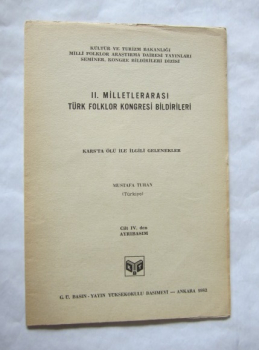 KÜLTÜR VE TURİZM BAKANLIĞI
MİLLÎ FOLKLOR ARAŞTIRMA DAİRESİ YAYINLARI
SEMİNER, KONGRE BİLDİRİLERİ DİZİSİ
II. MİLLETLERARASI
TÜRK FOLKLOR KONGRESİ BİLDİRİLERİ
KARS'TA ÖLÜ İLE İLGİLİ GELENEKLER
MUSTAFA TURAN
(Türkiye)
Cilt IV. den
AYRIBASIM
G. Ü. BASIN - YAYIN YÜKSEKOKULU BASIMEVİ — ANKARA 1982